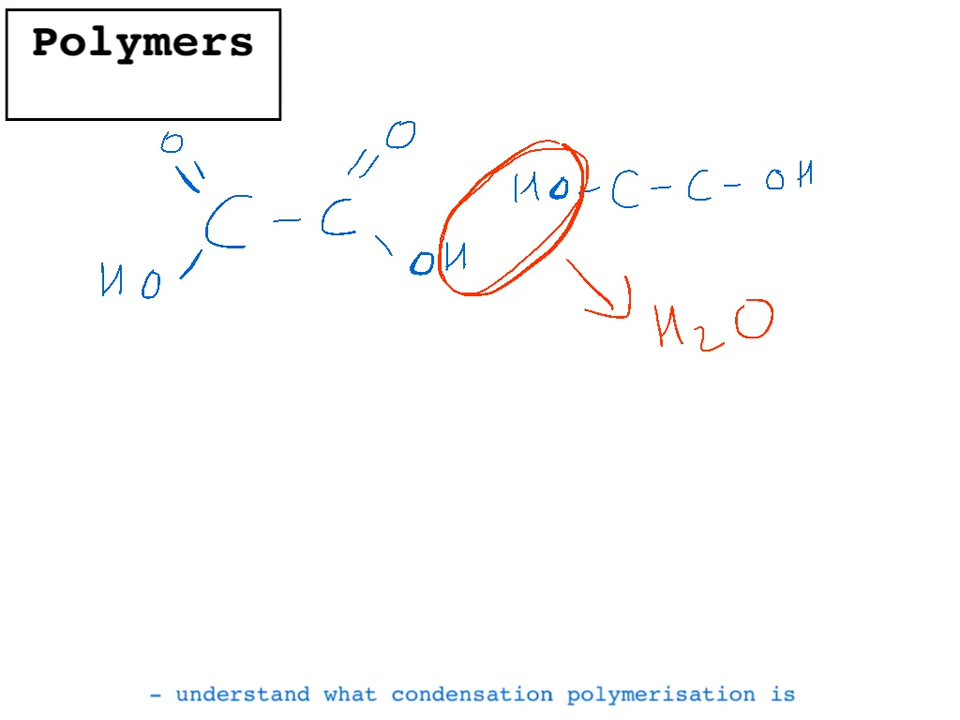 Polymers
O O
HO - C - C - OH
C - C
HO OH
H2O
- understand what condensation polymerisation is